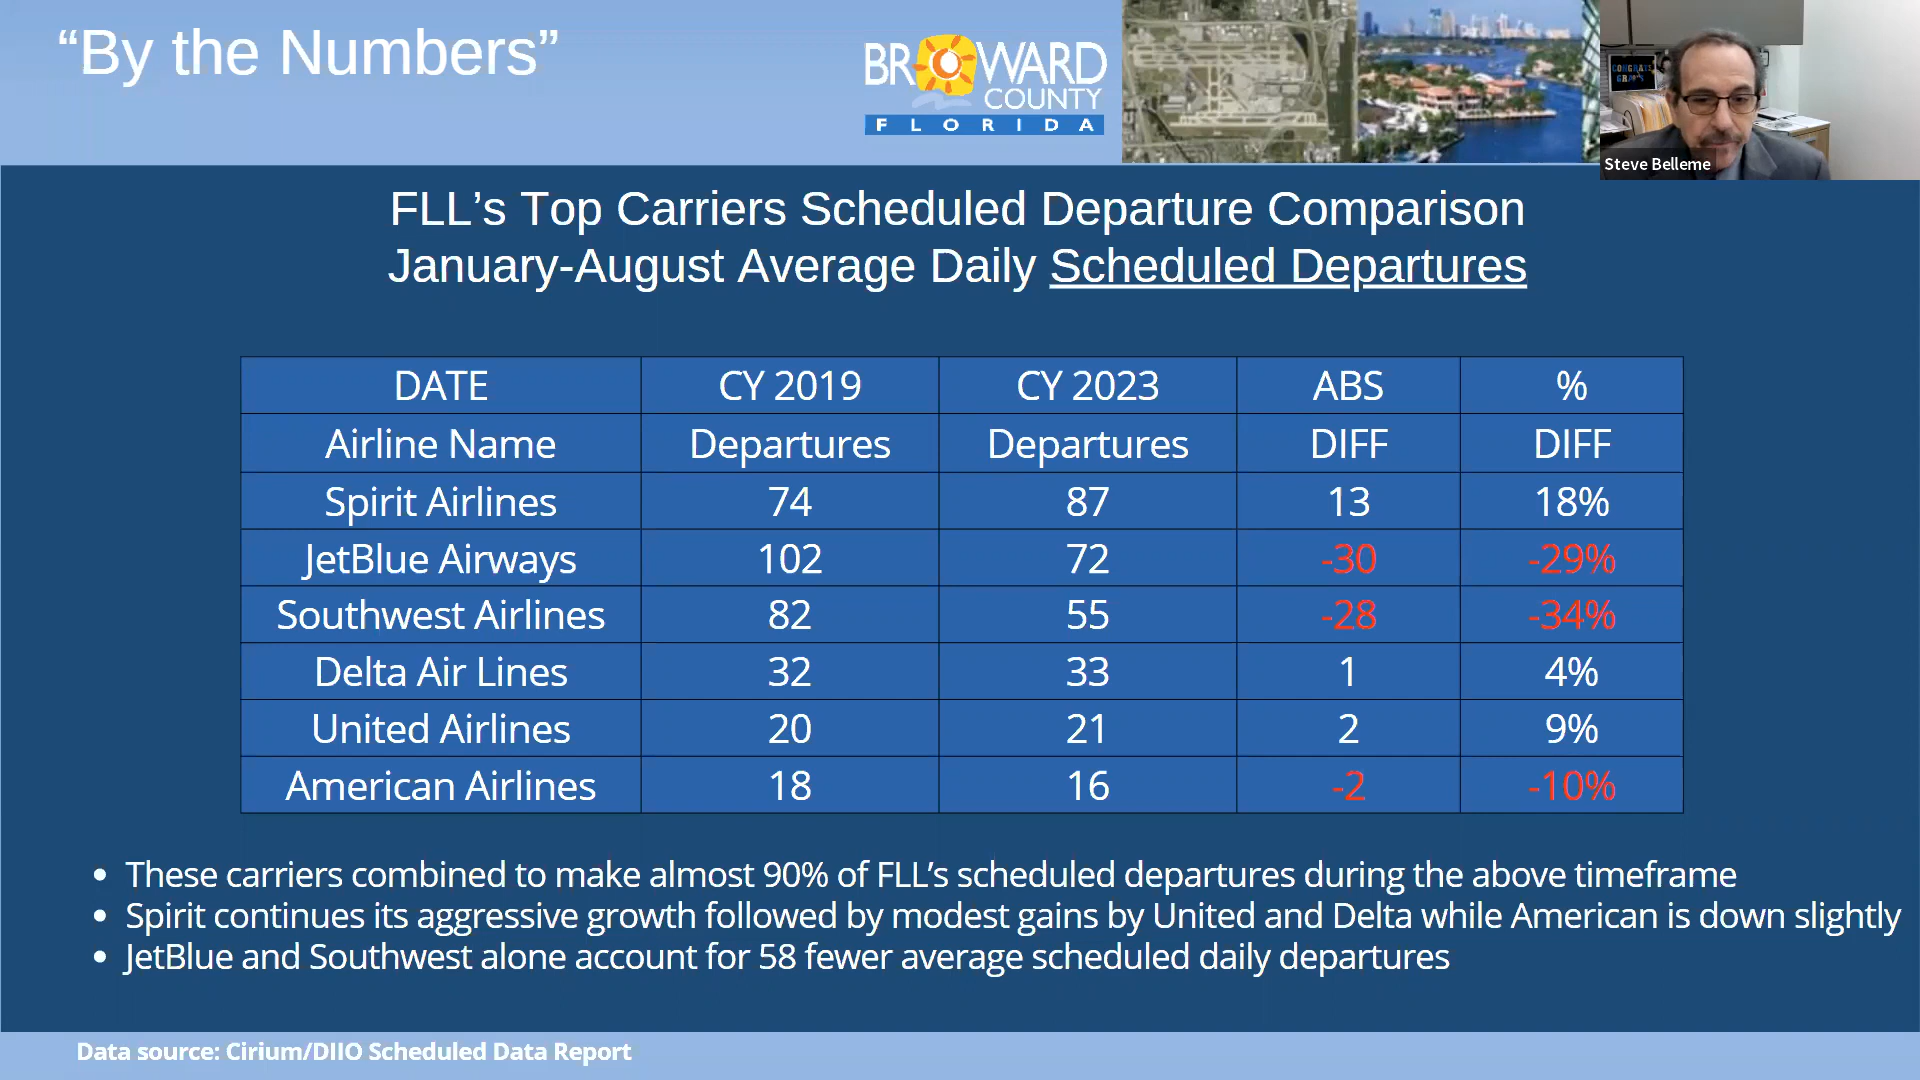 “By the Numbers”
BROWARD
COUNTY
FLORIDA
CONGRATS
Steve Belleme
FLL’s Top Carriers Scheduled Departure Comparison
January-August Average Daily Scheduled Departures
DATE CY 2019 CY 2023 ABS %
Airline Name Departures Departures DIFF DIFF
Spirit Airlines 74 87 13 18%
JetBlue Airways 102 72 -30 -29%
Southwest Airlines 82 55 -28 -34%
Delta Air Lines 32 33 1 4%
United Airlines 20 21 2 9%
American Airlines 18 16 -2 -10%
• These carriers combined to make almost 90% of FLL’s scheduled departures during the above timeframe
• Spirit continues its aggressive growth followed by modest gains by United and Delta while American is down slightly
• JetBlue and Southwest alone account for 58 fewer average scheduled daily departures
Data source: Cirium/DIIO Scheduled Data Report